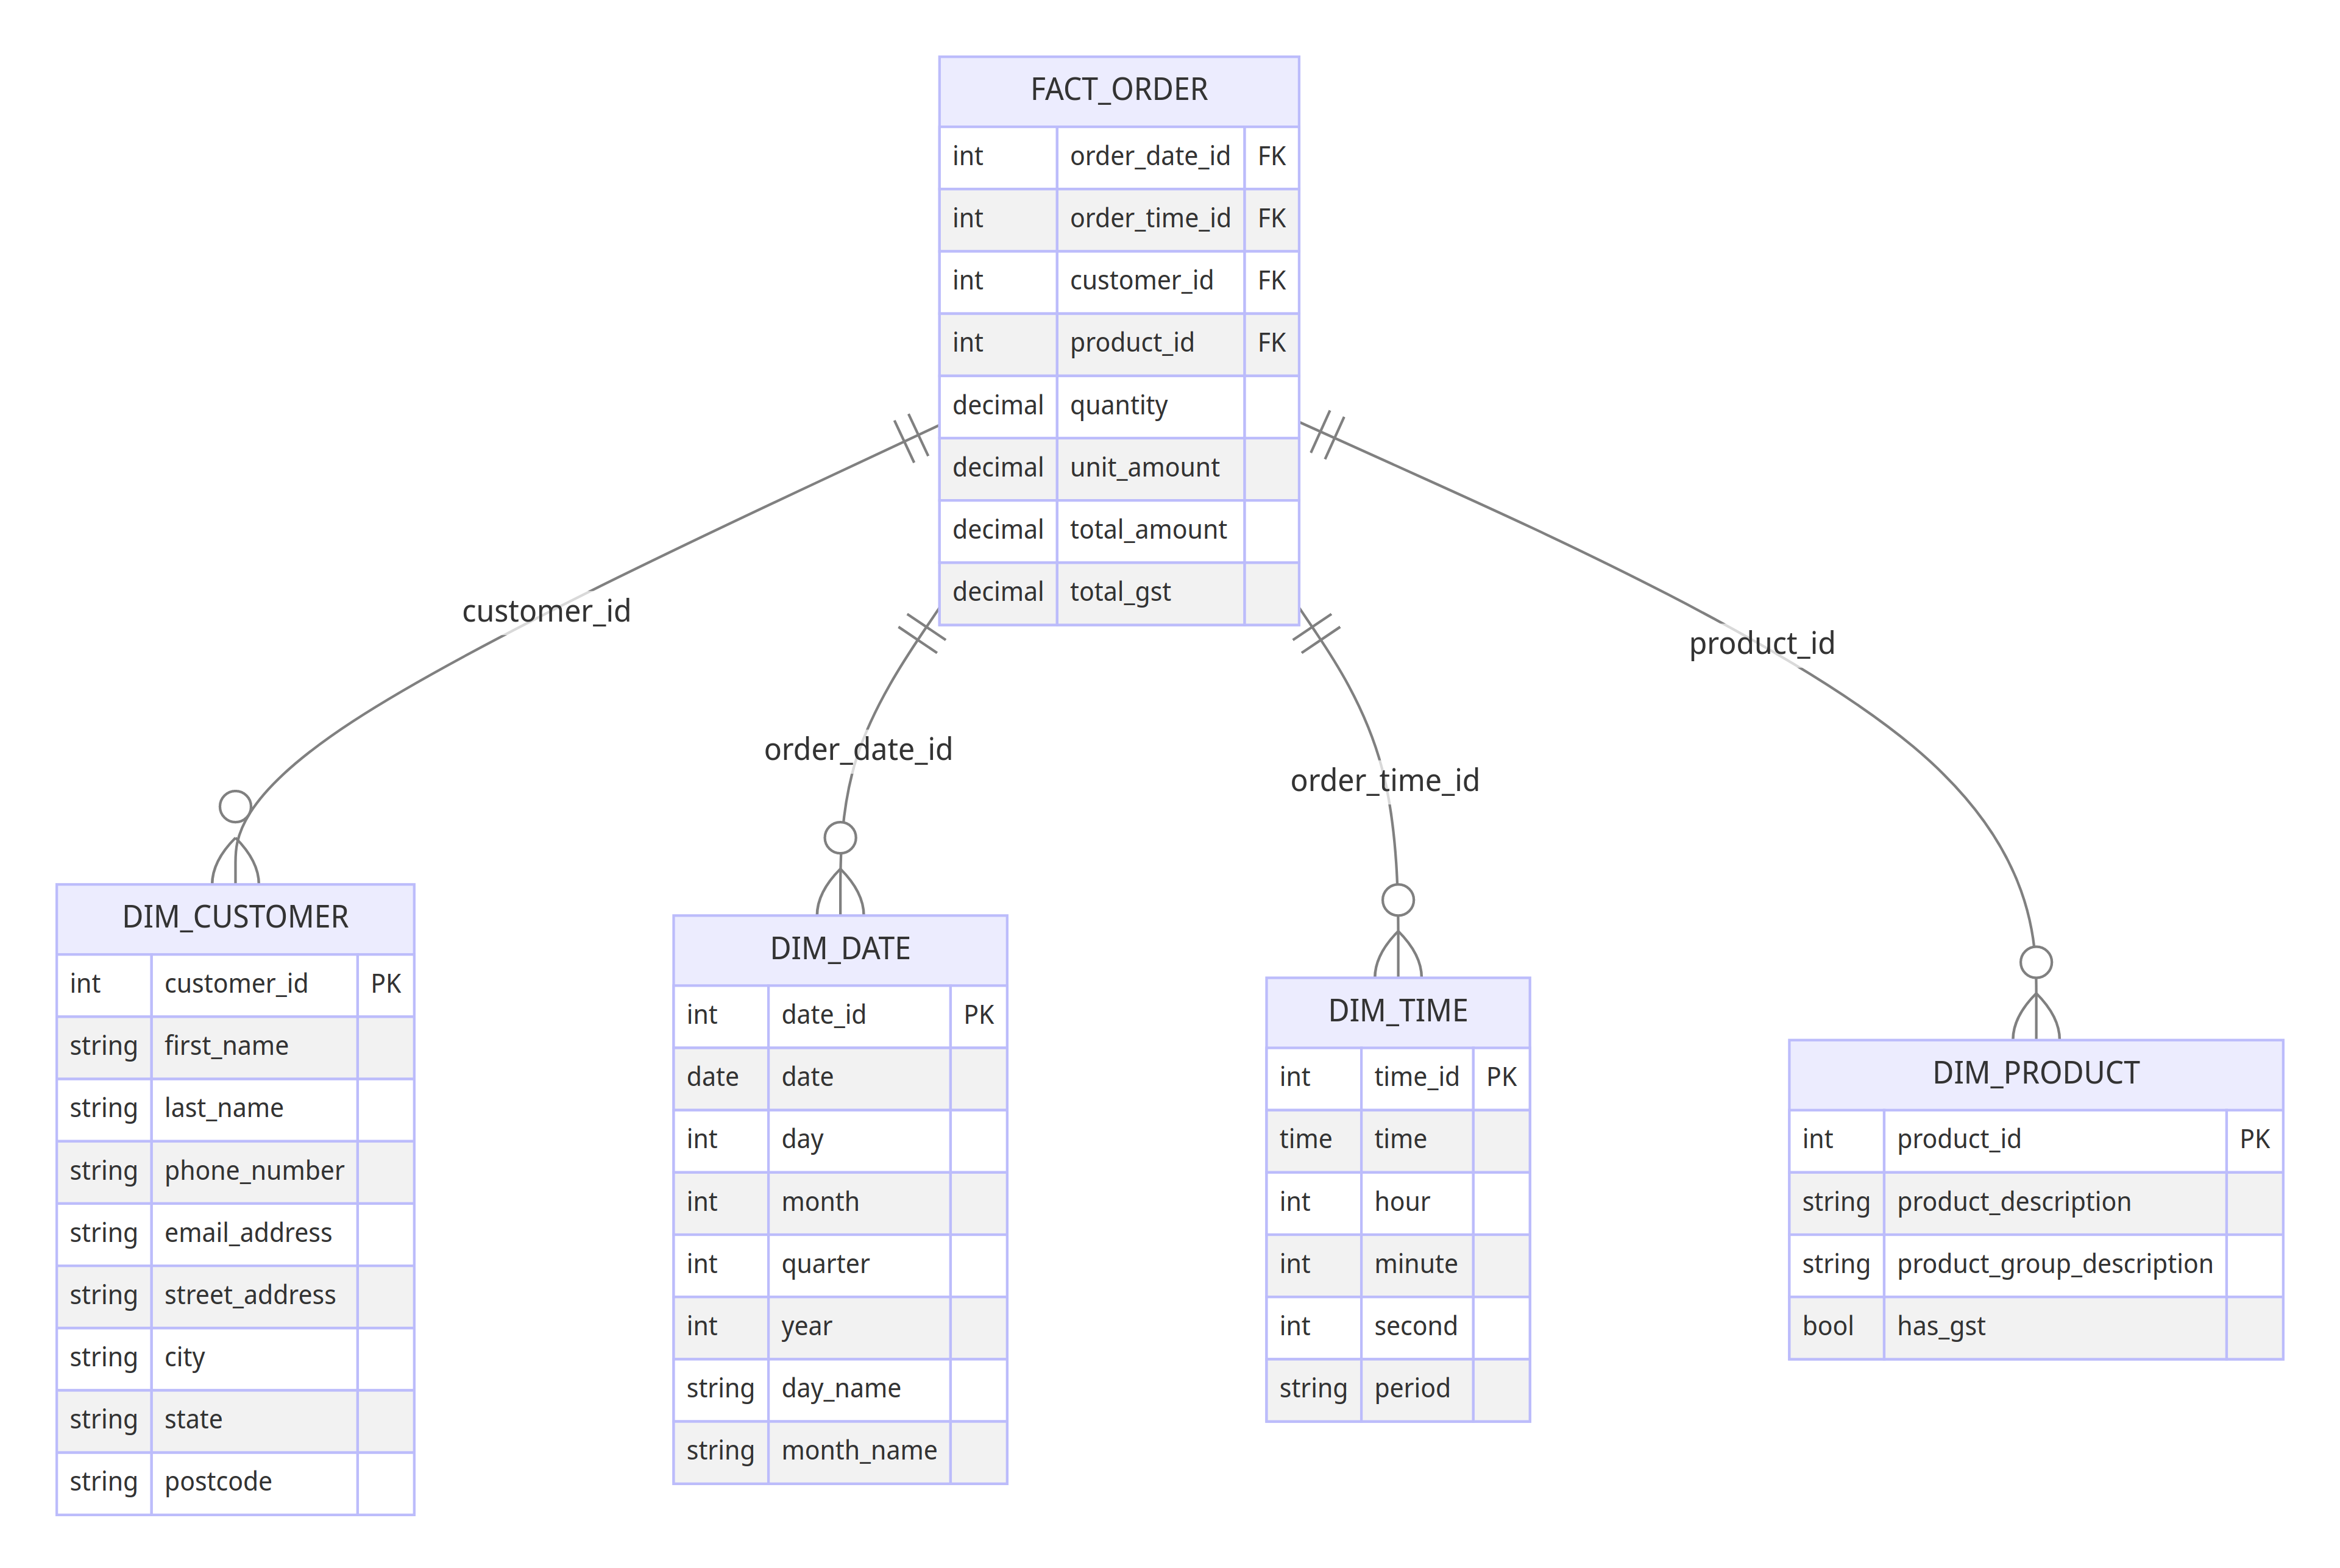 FACT_ORDER
int order_date_id FK
int order_time_id FK
int customer_id FK
int product_id FK
decimal quantity
decimal unit_amount
decimal total_amount
decimal total_gst
customer_id
product_id
order_date_id
order_time_id
DIM_CUSTOMER
int customer_id PK
string first_name
string last_name
string phone_number
string email_address
string street_address
string city
string state
string postcode
DIM_DATE
int date_id PK
date date
int day
int month
int quarter
int year
string day_name
string month_name
DIM_TIME
int time_id PK
time time
int hour
int minute
int second
string period
DIM_PRODUCT
int product_id PK
string product_description
string product_group_description
bool has_gst